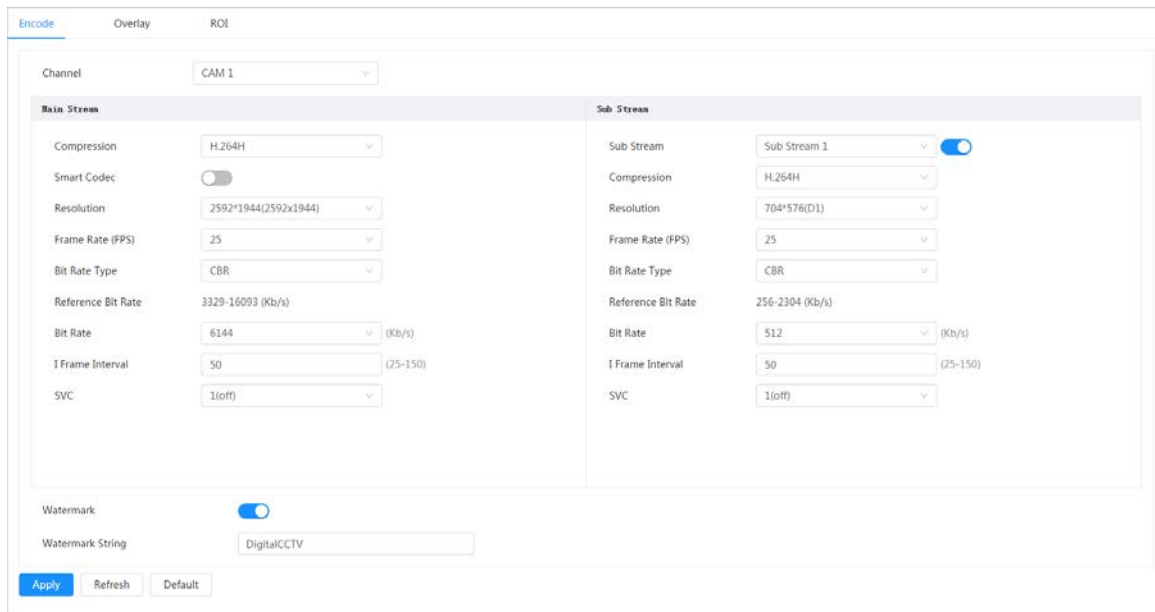 Encode Overlay ROI
Channel CAM 1
Main Stream
Compression H.264H
Smart Codec
Resolution 2592*1944(2592x1944)
Frame Rate (FPS) 25
Bit Rate Type CBR
Reference Bit Rate 3329-16093 (Kb/s)
Bit Rate 6144 (Kb/s)
I Frame Interval 50 (25-150)
SVC 1(off)
Sub Stream
Sub Stream Sub Stream 1
Compression H.264H
Resolution 704*576(D1)
Frame Rate (FPS) 25
Bit Rate Type CBR
Reference Bit Rate 256-2304 (Kb/s)
Bit Rate 512 (Kb/s)
I Frame Interval 50 (25-150)
SVC 1(off)
Watermark
Watermark String DigitalCCTV
Apply Refresh Default